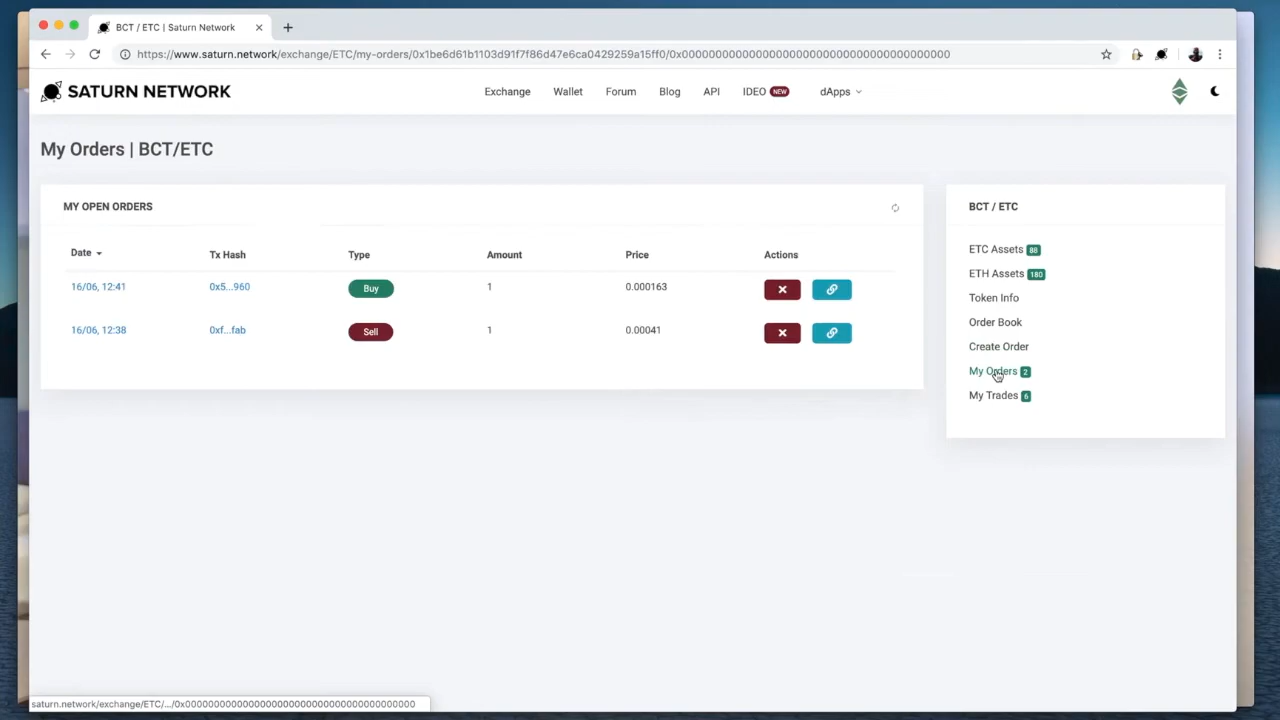 BCT / ETC | Saturn Network
https://www.saturn.network/exchange/ETC/my-orders/0x1be6d61b1103d91f7f86d47e6ca0429259a15ff0/0x0000000000000000000000000000000000000000
SATURN NETWORK
Exchange Wallet Forum Blog API IDEO NEW dApps
My Orders | BCT/ETC
MY OPEN ORDERS
Date Tx Hash Type Amount Price Actions
16/06, 12:41 0x5...960 Buy 1 0.000163
16/06, 12:38 0xf...fab Sell 1 0.00041
BCT / ETC
ETC Assets 88
ETH Assets 180
Token Info
Order Book
Create Order
My Orders 2
My Trades 6
saturn.network/exchange/ETC/.../0x0000000000000000000000000000000000000000